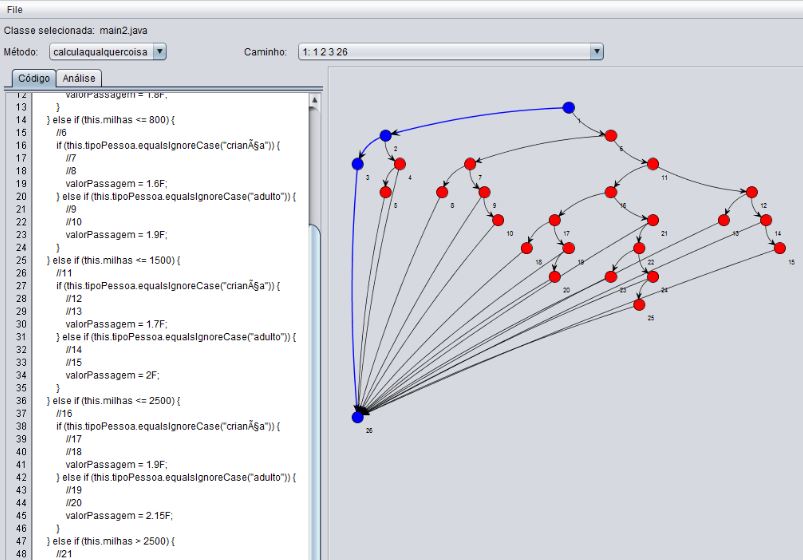 File
Classe selecionada: main2.java
Método: calculaqualquercoisa Caminho: 1: 1 2 3 26
Código Análise
12 valorPassagem = 1.8F;
13 }
14 } else if (this.milhas <= 800) {
15 //6
16 if (this.tipoPessoa.equalsIgnoreCase("crianÃ§a")) {
17 //7
18 //8
19 valorPassagem = 1.6F;
20 } else if (this.tipoPessoa.equalsIgnoreCase("adulto")) {
21 //9
22 //10
23 valorPassagem = 1.9F;
24 }
25 } else if (this.milhas <= 1500) {
26 //11
27 if (this.tipoPessoa.equalsIgnoreCase("crianÃ§a")) {
28 //12
29 //13
30 valorPassagem = 1.7F;
31 } else if (this.tipoPessoa.equalsIgnoreCase("adulto")) {
32 //14
33 //15
34 valorPassagem = 2F;
35 }
36 } else if (this.milhas <= 2500) {
37 //16
38 if (this.tipoPessoa.equalsIgnoreCase("crianÃ§a")) {
39 //17
40 //18
41 valorPassagem = 1.9F;
42 } else if (this.tipoPessoa.equalsIgnoreCase("adulto")) {
43 //19
44 //20
45 valorPassagem = 2.15F;
46 }
47 } else if (this.milhas > 2500) {
48 //21
1
2
3 4 7 11
8 9 16 12
10 17 21 13 14
18 19 22 15
20 23 24
25
26